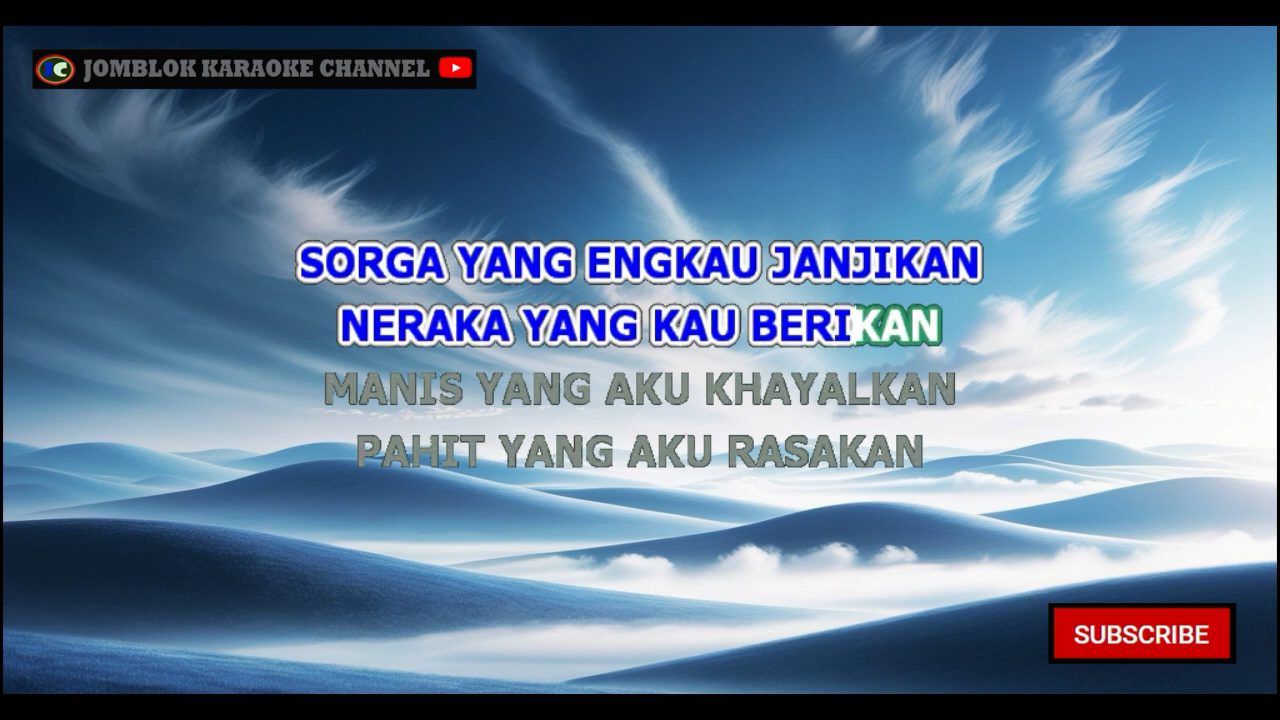 JOMBLOK KARAOKE CHANNEL
SORGA YANG ENGKAU JANJIKAN
NERAKA YANG KAU BERIKAN
MANIS YANG AKU KHAYALKAN
PAHIT YANG AKU RASAKAN
SUBSCRIBE